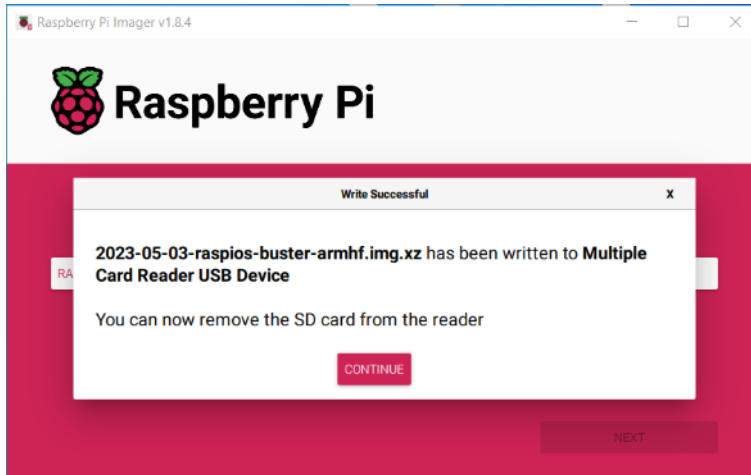 Raspberry Pi Imager v1.8.4
Raspberry Pi
Write Successful
X
2023-05-03-raspios-buster-armhf.img.xz has been written to Multiple
Card Reader USB Device
RA
You can now remove the SD card from the reader
CONTINUE
NEXT